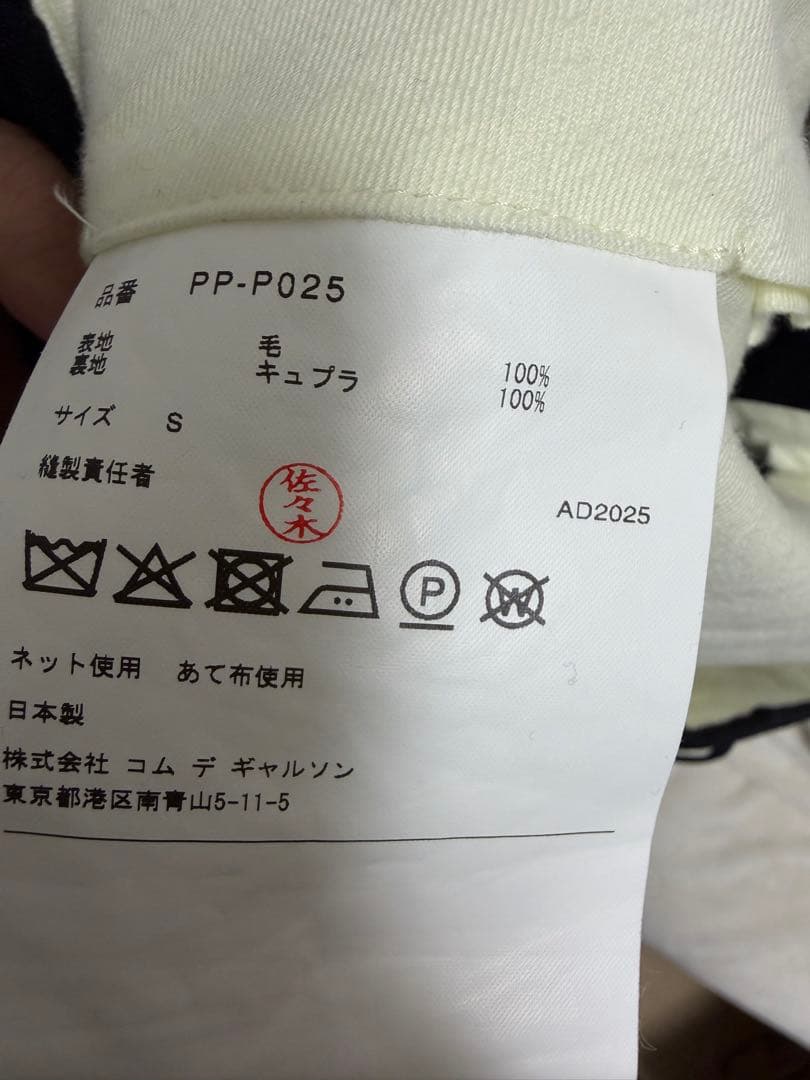 品番 PP-P025
表地 毛 100%
裏地 キュプラ 100%
サイズ S
縫製責任者 佐々木 AD2025
P W
ネット使用 あて布使用
日本製
株式会社 コム デ ギャルソン
東京都港区南青山5-11-5